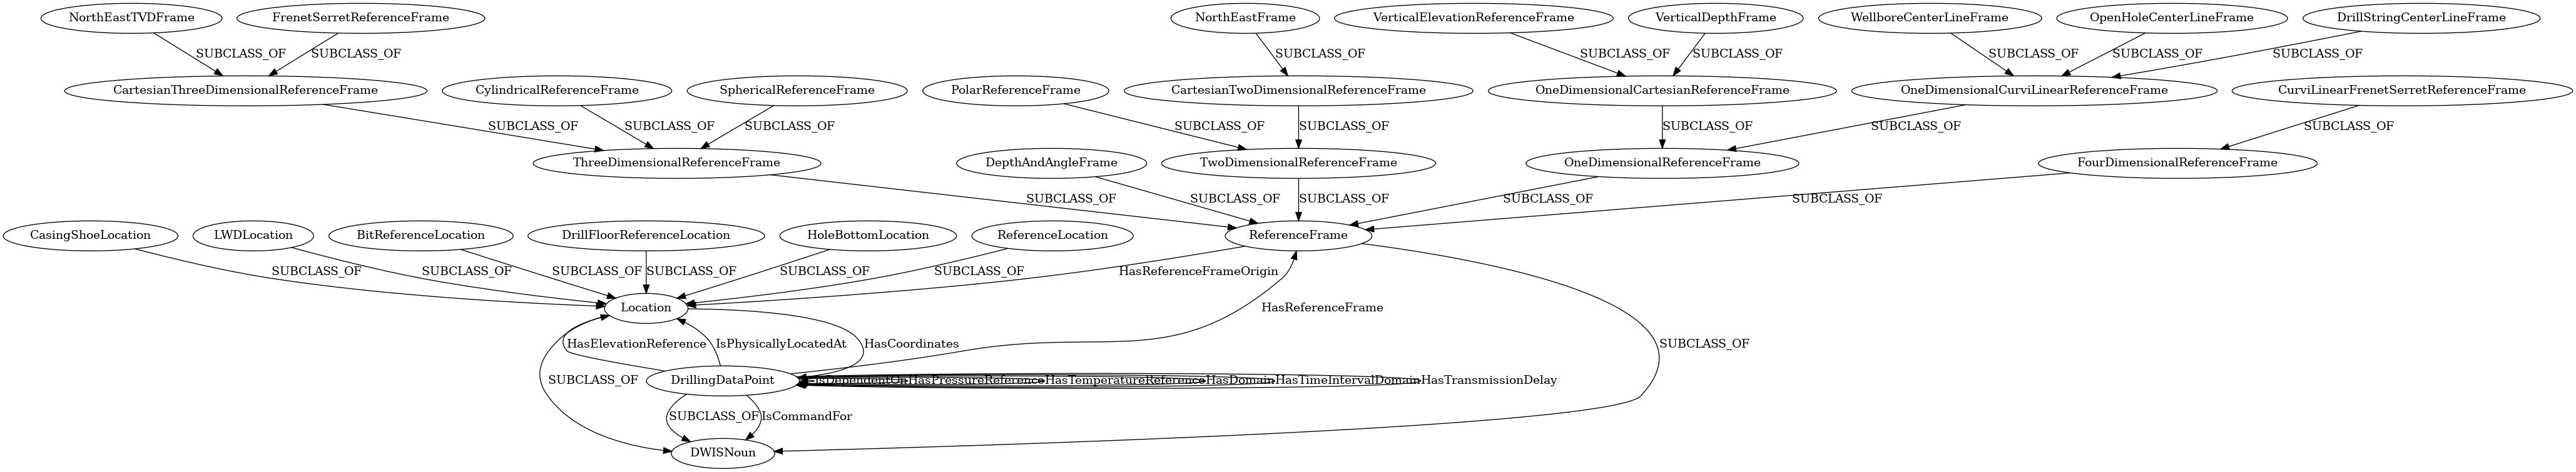 NorthEastTVDFrame
FrenetSerretReferenceFrame
NorthEastFrame
VerticalElevationReferenceFrame
VerticalDepthFrame
WellboreCenterLineFrame
OpenHoleCenterLineFrame
DrillStringCenterLineFrame
SUBCLASS_OF
SUBCLASS_OF
SUBCLASS_OF
SUBCLASS_OF
SUBCLASS_OF
SUBCLASS_OF
SUBCLASS_OF
SUBCLASS_OF
CartesianThreeDimensionalReferenceFrame
CylindricalReferenceFrame
SphericalReferenceFrame
PolarReferenceFrame
CartesianTwoDimensionalReferenceFrame
OneDimensionalCartesianReferenceFrame
OneDimensionalCurviLinearReferenceFrame
CurviLinearFrenetSerretReferenceFrame
SUBCLASS_OF
SUBCLASS_OF
SUBCLASS_OF
SUBCLASS_OF
SUBCLASS_OF
SUBCLASS_OF
SUBCLASS_OF
SUBCLASS_OF
ThreeDimensionalReferenceFrame
DepthAndAngleFrame
TwoDimensionalReferenceFrame
OneDimensionalReferenceFrame
FourDimensionalReferenceFrame
SUBCLASS_OF
SUBCLASS_OF
SUBCLASS_OF
SUBCLASS_OF
SUBCLASS_OF
CasingShoeLocation
LWDLocation
BitReferenceLocation
DrillFloorReferenceLocation
HoleBottomLocation
ReferenceLocation
ReferenceFrame
SUBCLASS_OF
SUBCLASS_OF
SUBCLASS_OF
SUBCLASS_OF
SUBCLASS_OF
SUBCLASS_OF
HasReferenceFrameOrigin
Location
HasReferenceFrame
HasElevationReference
IsPhysicallyLocatedAt
HasCoordinates
SUBCLASS_OF
SUBCLASS_OF
DrillingDataPoint
IsDependentOn
HasPressureReference
HasTemperatureReference
HasDomain
HasTimeIntervalDomain
HasTransmissionDelay
SUBCLASS_OF
IsCommandFor
DWISNoun